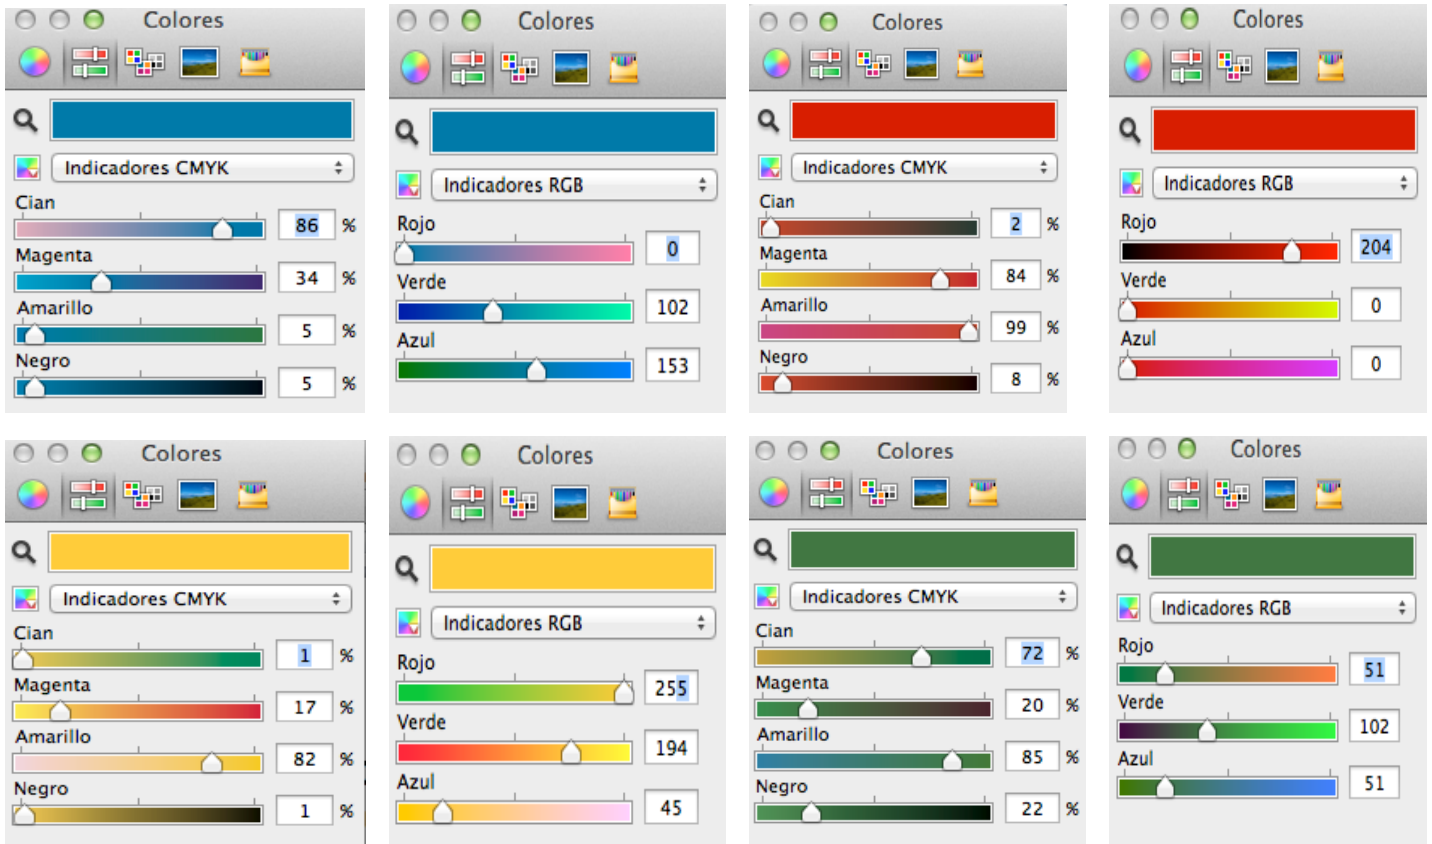 Colores
Indicadores CMYK
Cian
86 %
Magenta
34 %
Amarillo
5 %
Negro
5 %
Colores
Indicadores RGB
Rojo
0
Verde
102
Azul
153
Colores
Indicadores CMYK
Cian
2 %
Magenta
84 %
Amarillo
99 %
Negro
8 %
Colores
Indicadores RGB
Rojo
204
Verde
0
Azul
0
Colores
Indicadores CMYK
Cian
1 %
Magenta
17 %
Amarillo
82 %
Negro
1 %
Colores
Indicadores RGB
Rojo
255
Verde
194
Azul
45
Colores
Indicadores CMYK
Cian
72 %
Magenta
20 %
Amarillo
85 %
Negro
22 %
Colores
Indicadores RGB
Rojo
51
Verde
102
Azul
51